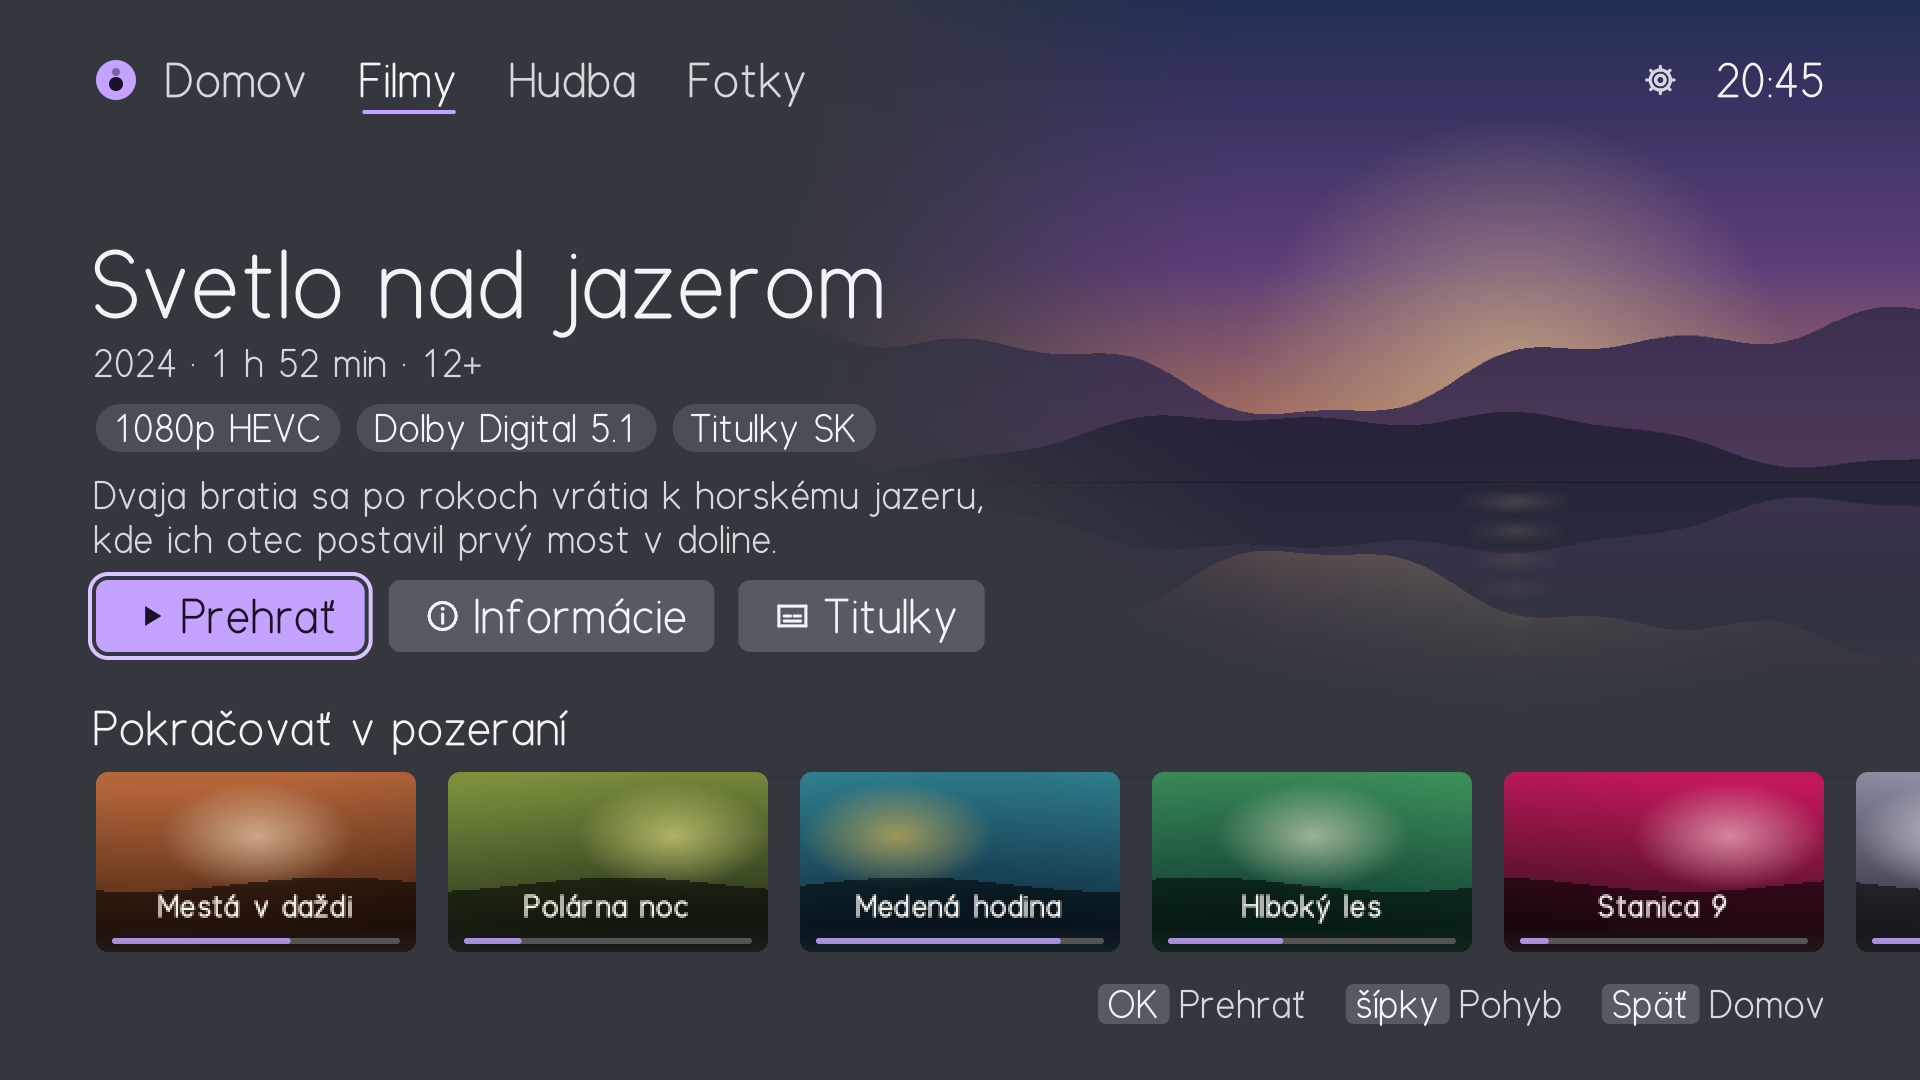 Domov Filmy Hudba Fotky 20:45
Svetlo nad jazerom
2024 · 1 h 52 min · 12+
1080p HEVC Dolby Digital 5.1 Titulky SK
Dvaja bratia sa po rokoch vrátia k horskému jazeru,
kde ich otec postavil prvý most v doline.
Prehrať Informácie Titulky
Pokračovať v pozeraní
Mestá v daždi Polárna noc Medená hodina Hlboký les Stanica 9
OK Prehrať šípky Pohyb Späť Domov